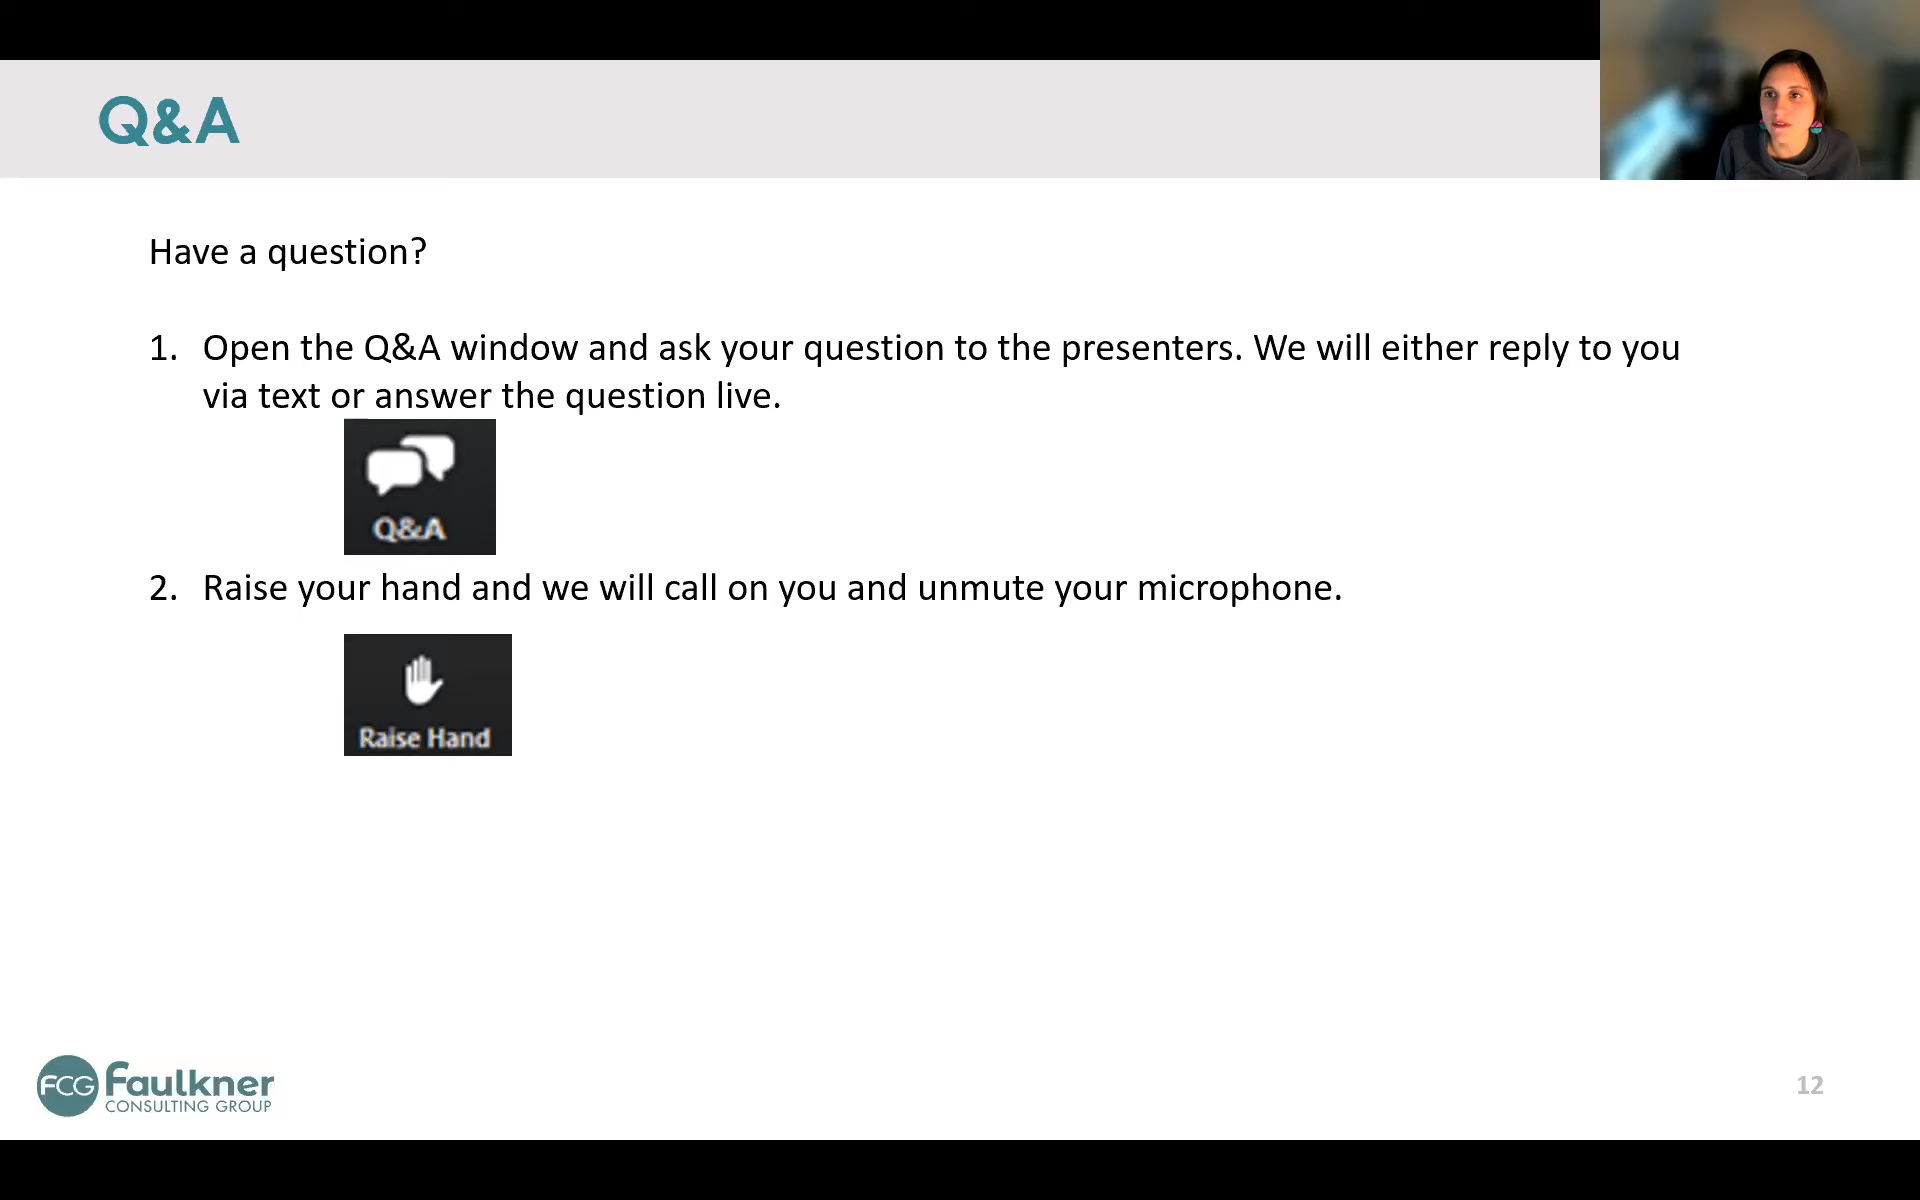 Q&A
Have a question?
1. Open the Q&A window and ask your question to the presenters. We will either reply to you
via text or answer the question live.
Q&A
2. Raise your hand and we will call on you and unmute your microphone.
Raise Hand
FCG Faulkner
CONSULTING GROUP
12